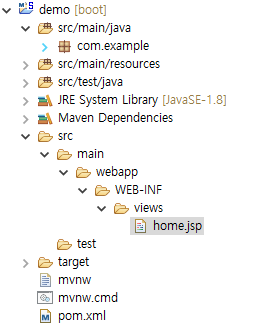 demo [boot]
src/main/java
com.example
src/main/resources
src/test/java
JRE System Library [JavaSE-1.8]
Maven Dependencies
src
main
webapp
WEB-INF
views
home.jsp
test
target
mvnw
mvnw.cmd
pom.xml